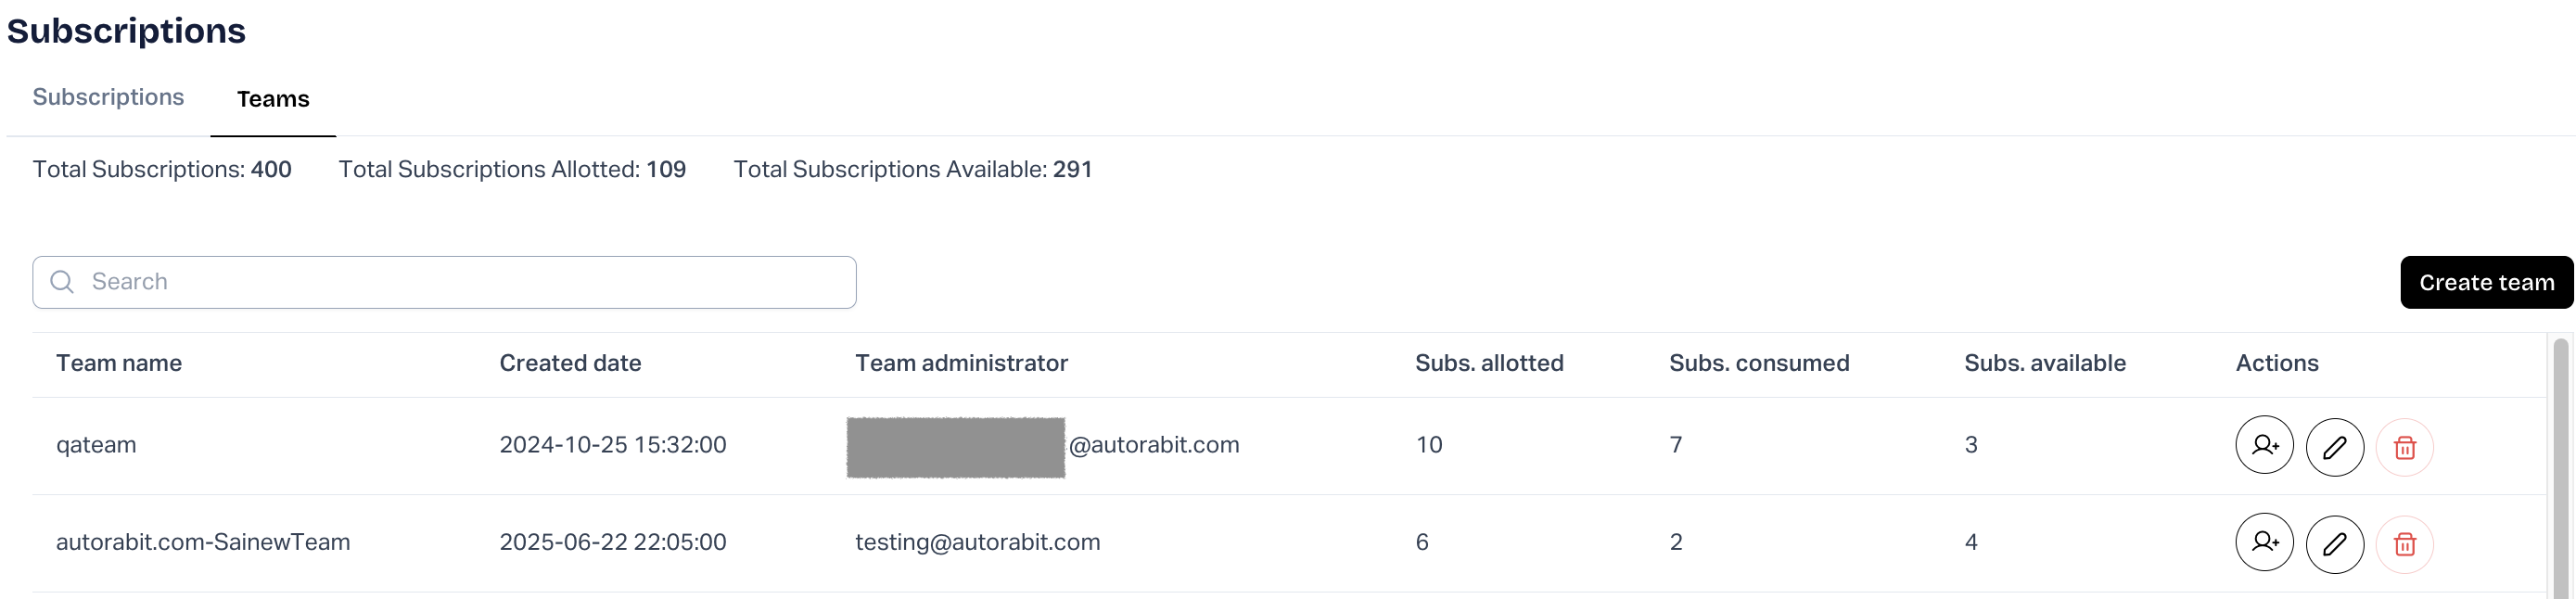 Subscriptions
Subscriptions Teams
Total Subscriptions: 400 Total Subscriptions Allotted: 109 Total Subscriptions Available: 291
Search Create team
Team name Created date Team administrator Subs. allotted Subs. consumed Subs. available Actions
qateam 2024-10-25 15:32:00 @autorabit.com 10 7 3
autorabit.com-SainewTeam 2025-06-22 22:05:00 testing@autorabit.com 6 2 4